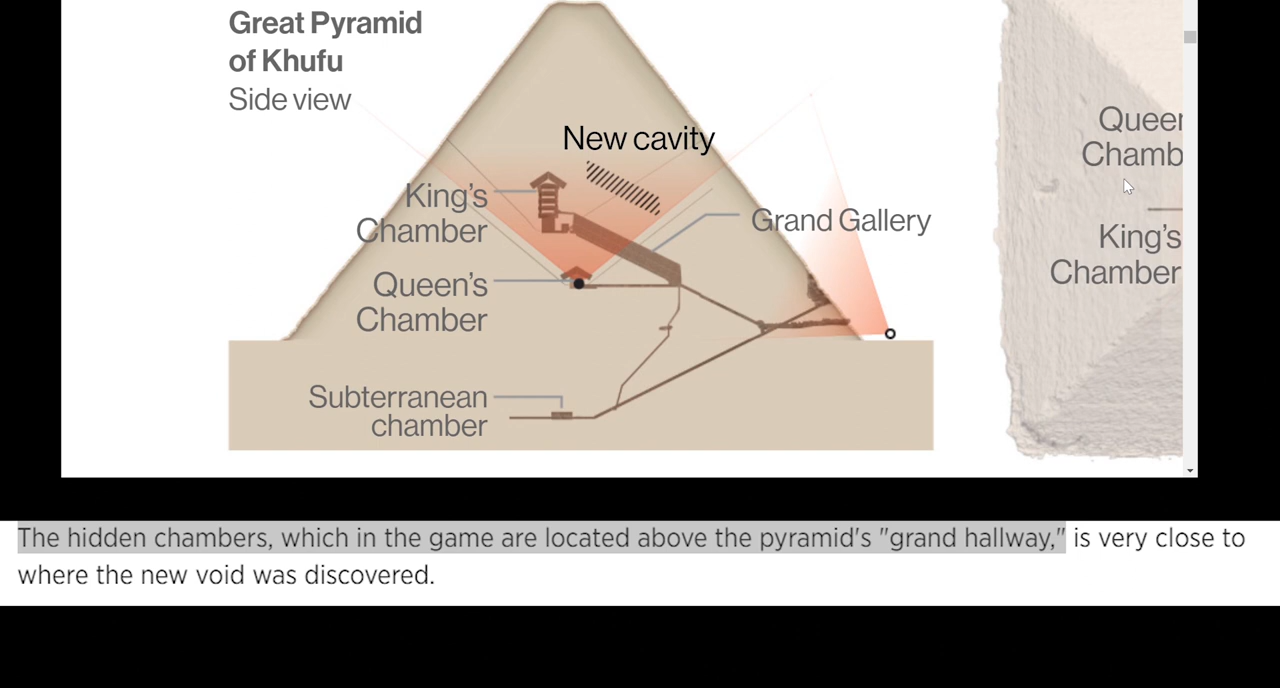 Great Pyramid
of Khufu
Side view
New cavity
King's
Chamber
Grand Gallery
Queen's
Chamber
Subterranean
chamber
Queen
Chamb
King's
Chamber
The hidden chambers, which in the game are located above the pyramid's "grand hallway," is very close to
where the new void was discovered.